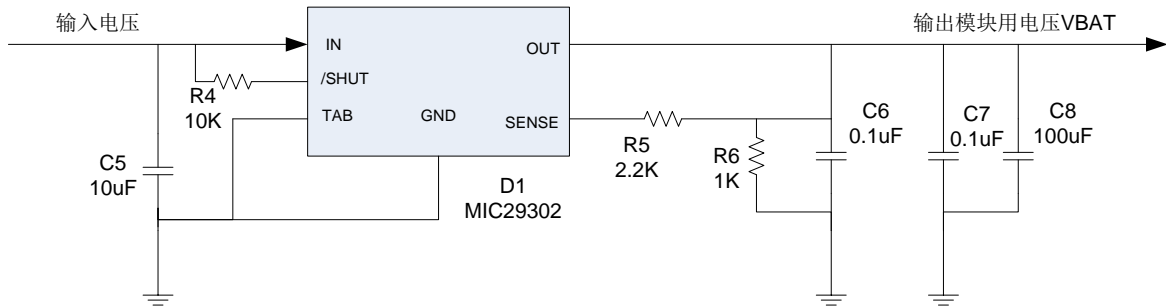 输入电压
输出模块用电压VBAT
IN
OUT
/SHUT
R4
10K
TAB
GND
SENSE
C5
10uF
R5
2.2K
R6
1K
C6
0.1uF
C7
0.1uF
C8
100uF
D1
MIC29302